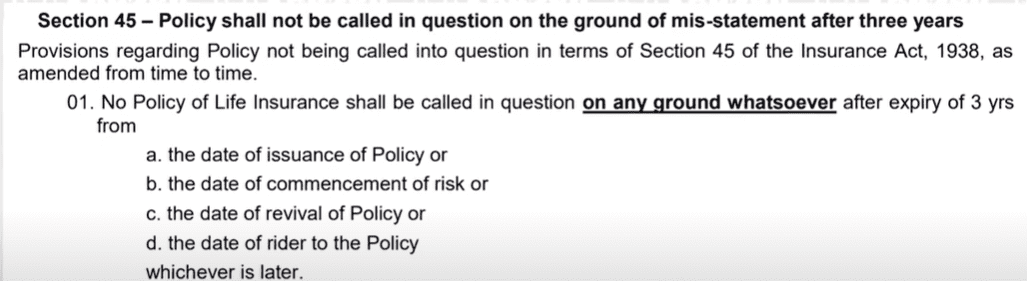 Section 45 – Policy shall not be called in question on the ground of mis-statement after three years
Provisions regarding Policy not being called into question in terms of Section 45 of the Insurance Act, 1938, as
amended from time to time.
01. No Policy of Life Insurance shall be called in question on any ground whatsoever after expiry of 3 yrs
from
a. the date of issuance of Policy or
b. the date of commencement of risk or
c. the date of revival of Policy or
d. the date of rider to the Policy
whichever is later.